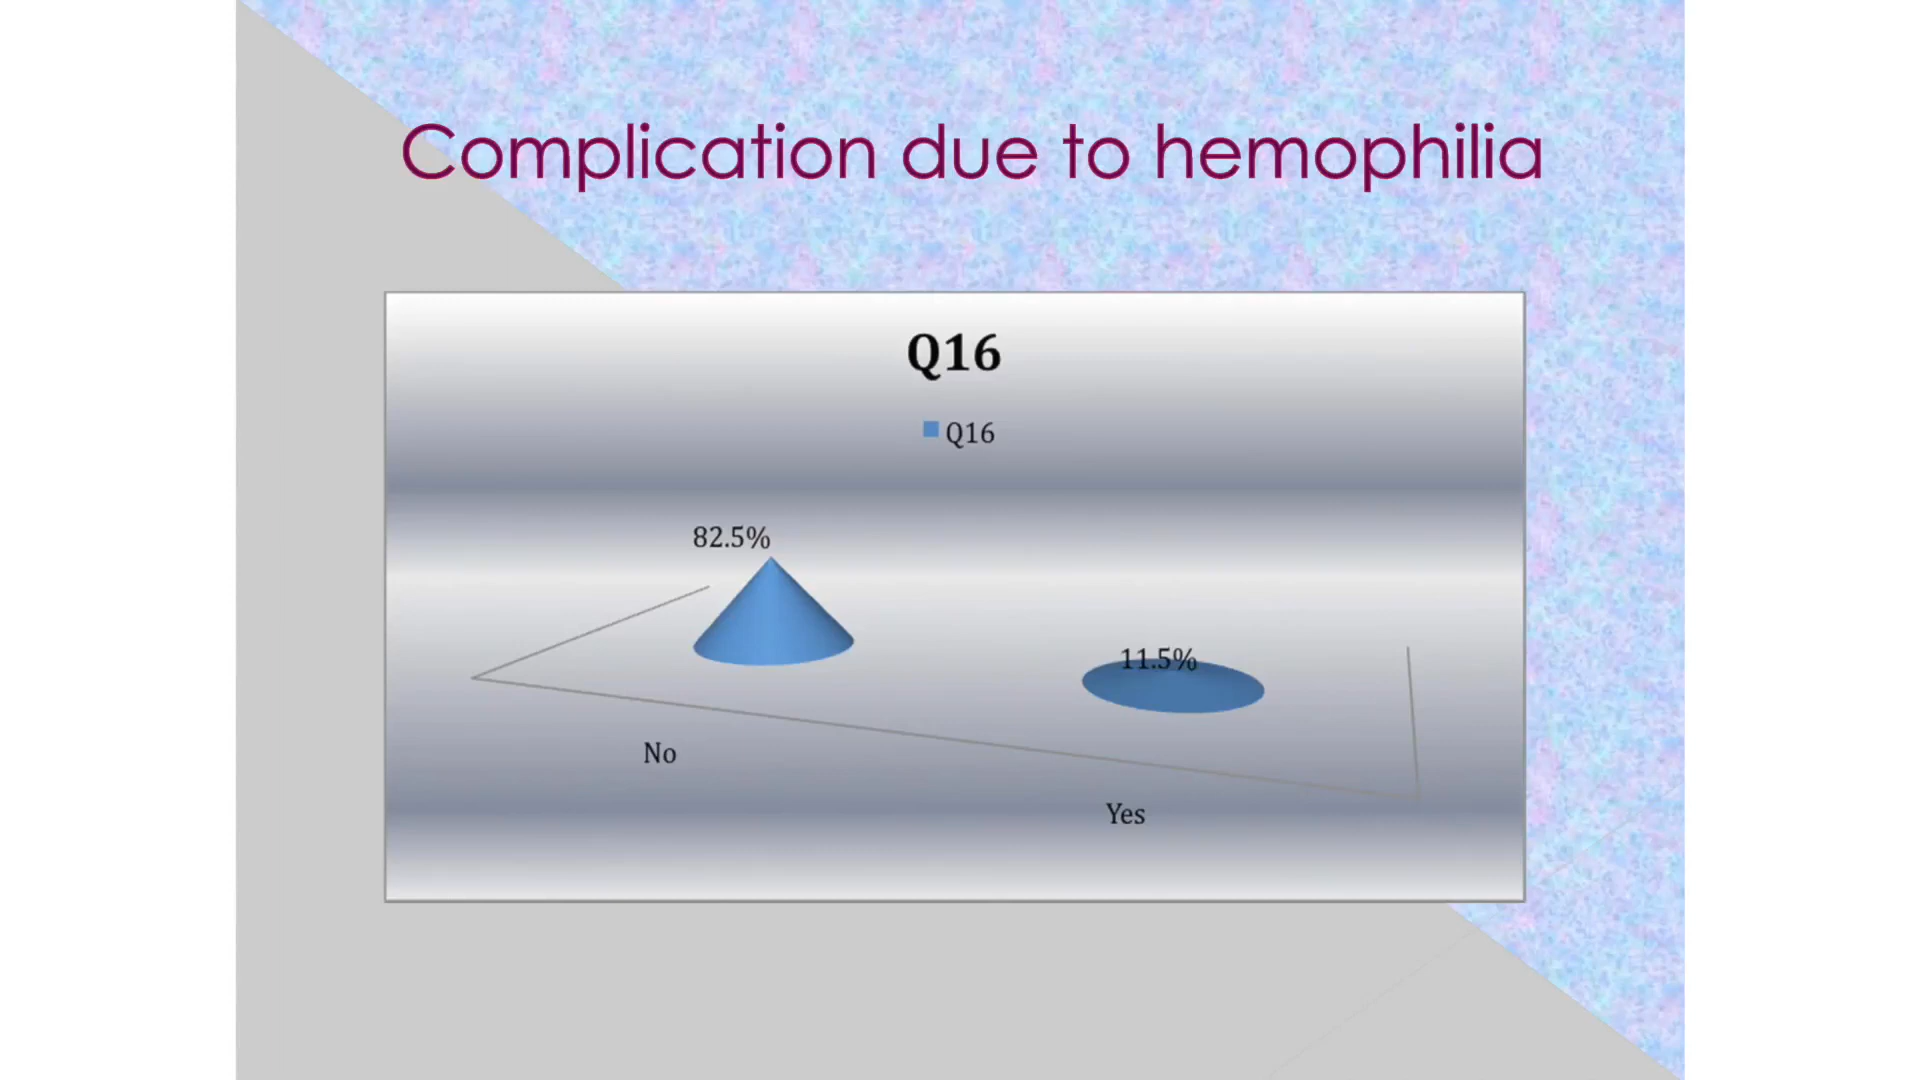 Complication due to hemophilia
Q16
Q16
82.5%
11.5%
No
Yes